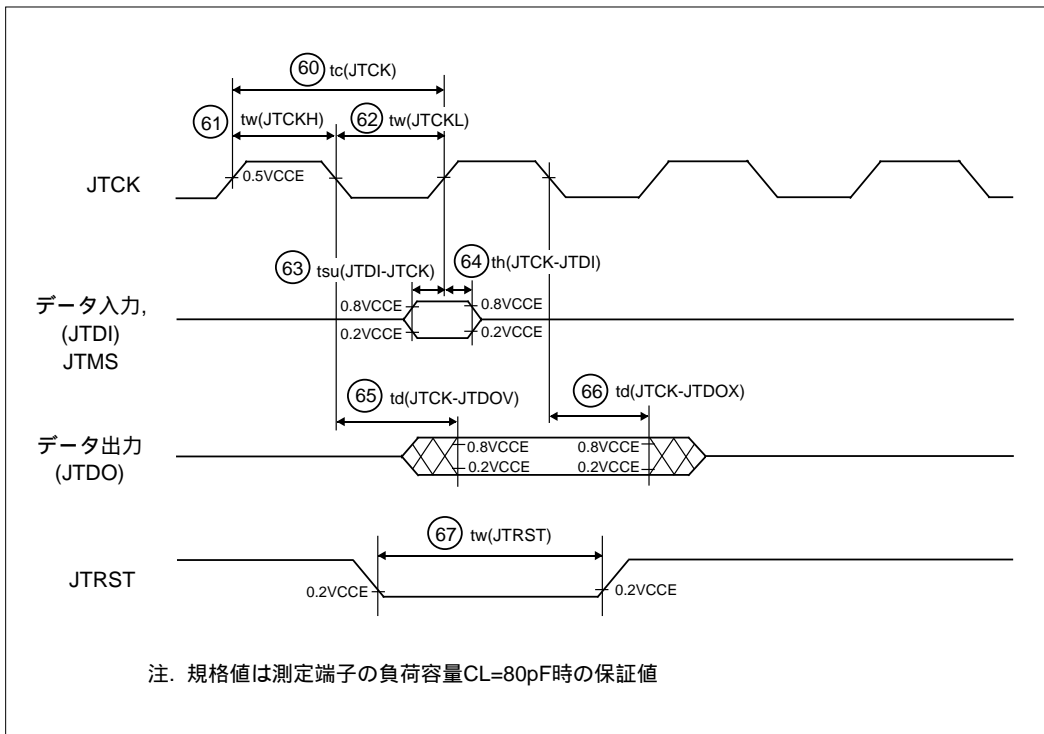 60 tc(JTCK)
61 tw(JTCKH) 62 tw(JTCKL)
JTCK
0.5VCCE
63 tsu(JTDI-JTCK) 64 th(JTCK-JTDI)
データ入力,
(JTDI)
JTMS
0.8VCCE 0.8VCCE
0.2VCCE 0.2VCCE
65 td(JTCK-JTDOV) 66 td(JTCK-JTDOX)
データ出力
(JTDO)
0.8VCCE 0.8VCCE
0.2VCCE 0.2VCCE
67 tw(JTRST)
JTRST
0.2VCCE 0.2VCCE
注. 規格値は測定端子の負荷容量CL=80pF時の保証値